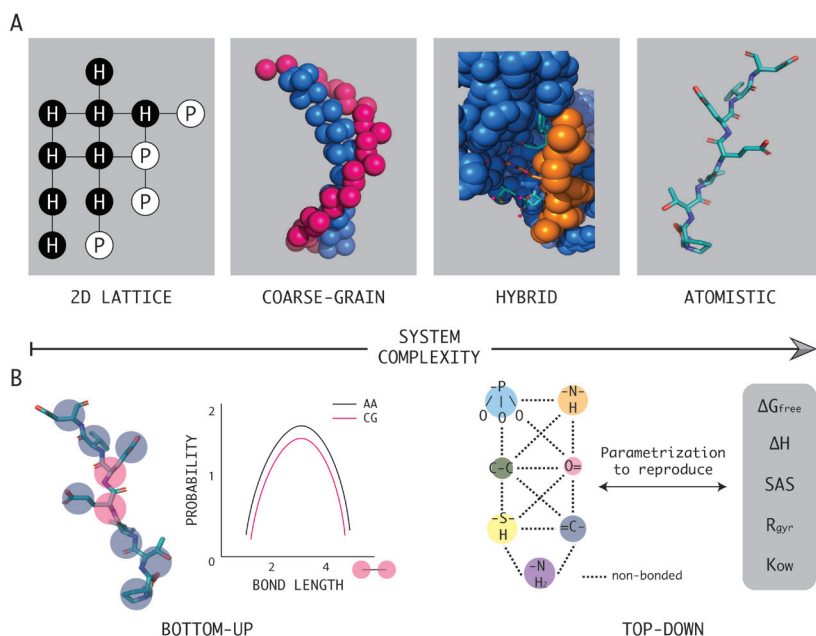 A
H
H H H P
H H P
H H P
H P
2D LATTICE COARSE-GRAIN HYBRID ATOMISTIC
SYSTEM
COMPLEXITY
B
2
1
0
PROBABILITY
AA
CG
2 4
BOND LENGTH
BOTTOM-UP
-P
\ | /
O O O
-N-
H
C-C
O=
-S-
H
=C-
-N
H₂
non-bonded
Parametrization
to reproduce
ΔGfree
ΔH
SAS
Rgyr
Kow
TOP-DOWN